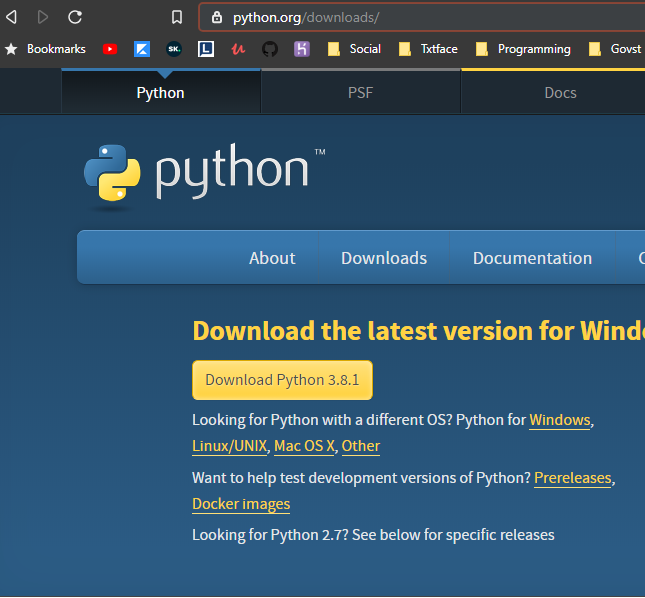 python.org/downloads/
Bookmarks SK. L Social Txtface Programming Govst
Python PSF Docs
python™
About Downloads Documentation
Download the latest version for Wind
Download Python 3.8.1
Looking for Python with a different OS? Python for Windows,
Linux/UNIX, Mac OS X, Other
Want to help test development versions of Python? Prereleases,
Docker images
Looking for Python 2.7? See below for specific releases